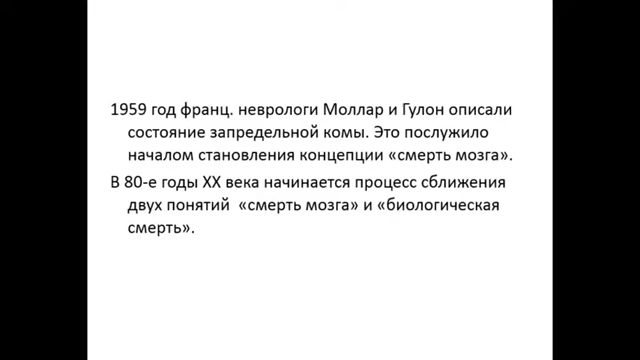 1959 год франц. неврологи Моллар и Гулон описали
состояние запредельной комы. Это послужило
началом становления концепции «смерть мозга».
В 80-е годы XX века начинается процесс сближения
двух понятий «смерть мозга» и «биологическая
смерть».